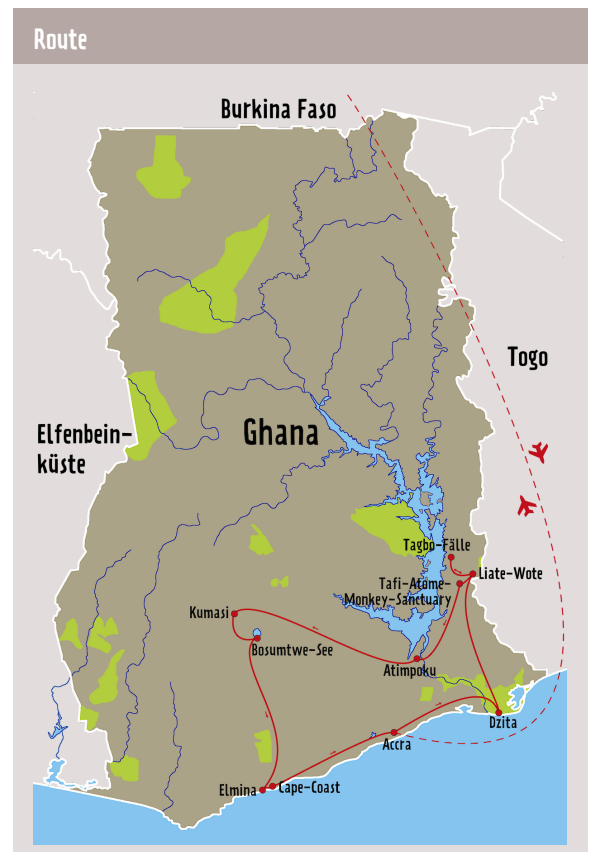 Route
Burkina Faso
Togo
Elfenbein-
küste
Ghana
Tagbo-Fälle
Liate-Wote
Tafi-Atome-
Monkey-Sanctuary
Kumasi
Bosumtwe-See
Atimpoku
Dzita
Accra
Elmina
Cape-Coast